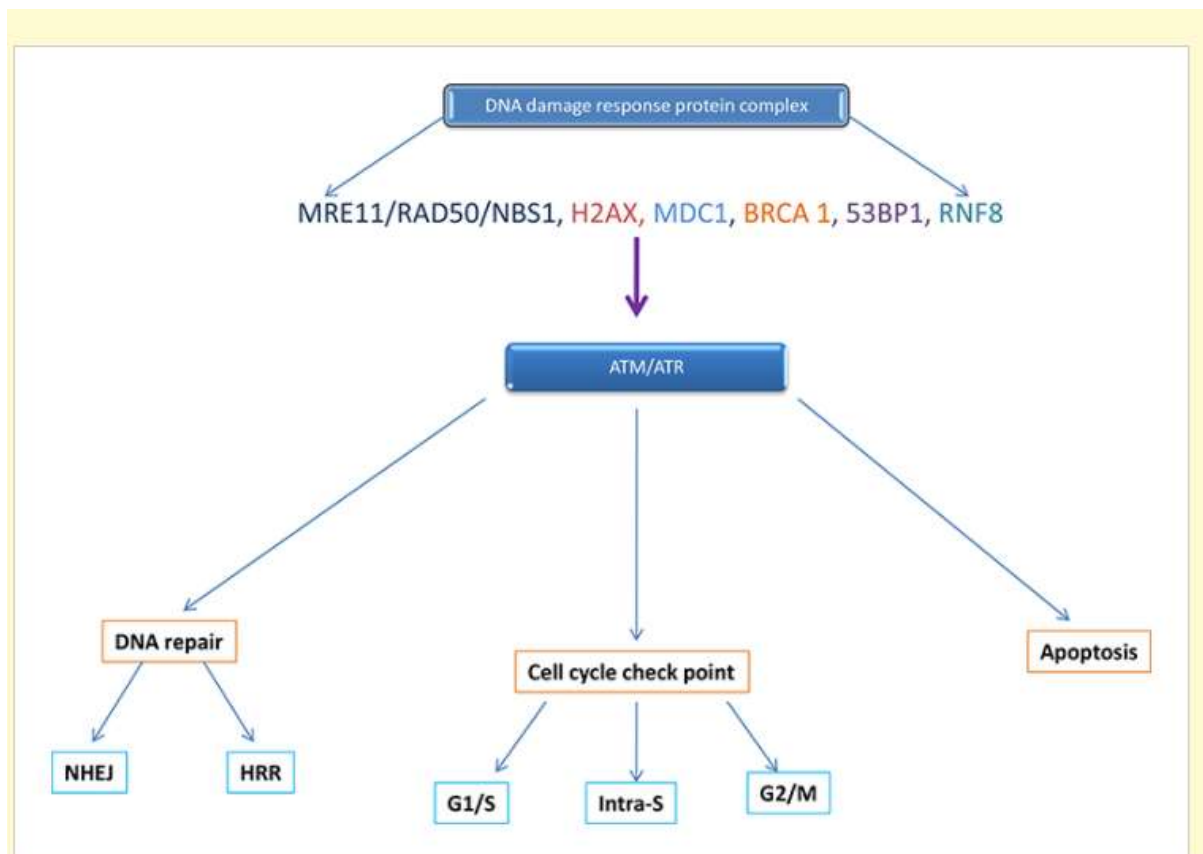 DNA damage response protein complex
MRE11/RAD50/NBS1, H2AX, MDC1, BRCA 1, 53BP1, RNF8
ATM/ATR
DNA repair
Cell cycle check point
Apoptosis
NHEJ
HRR
G1/S
Intra-S
G2/M